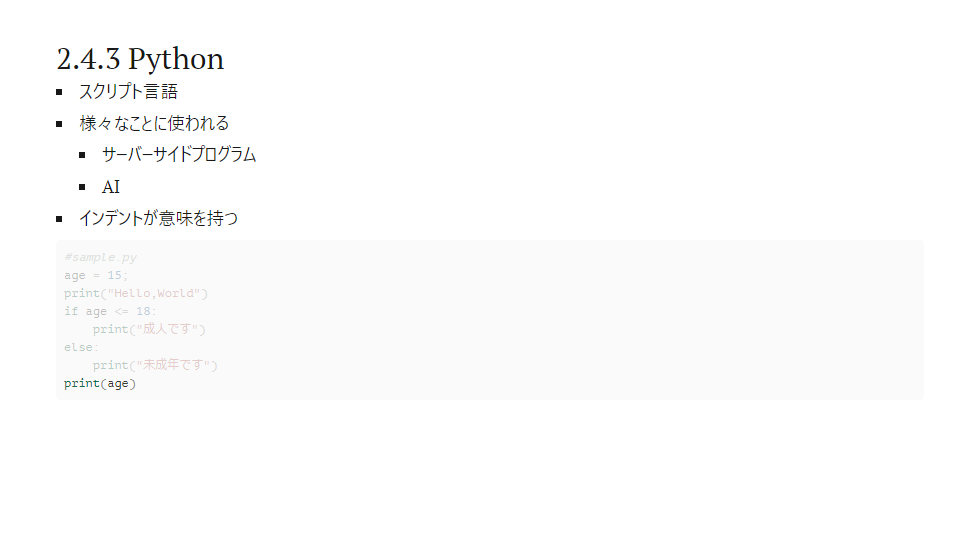 2.4.3 Python
スクリプト言語
様々なことに使われる
サーバーサイドプログラム
AI
インデントが意味を持つ
#sample.py
age = 15;
print("Hello,World")
if age <= 18:
    print("成人です")
else:
    print("未成年です")
print(age)